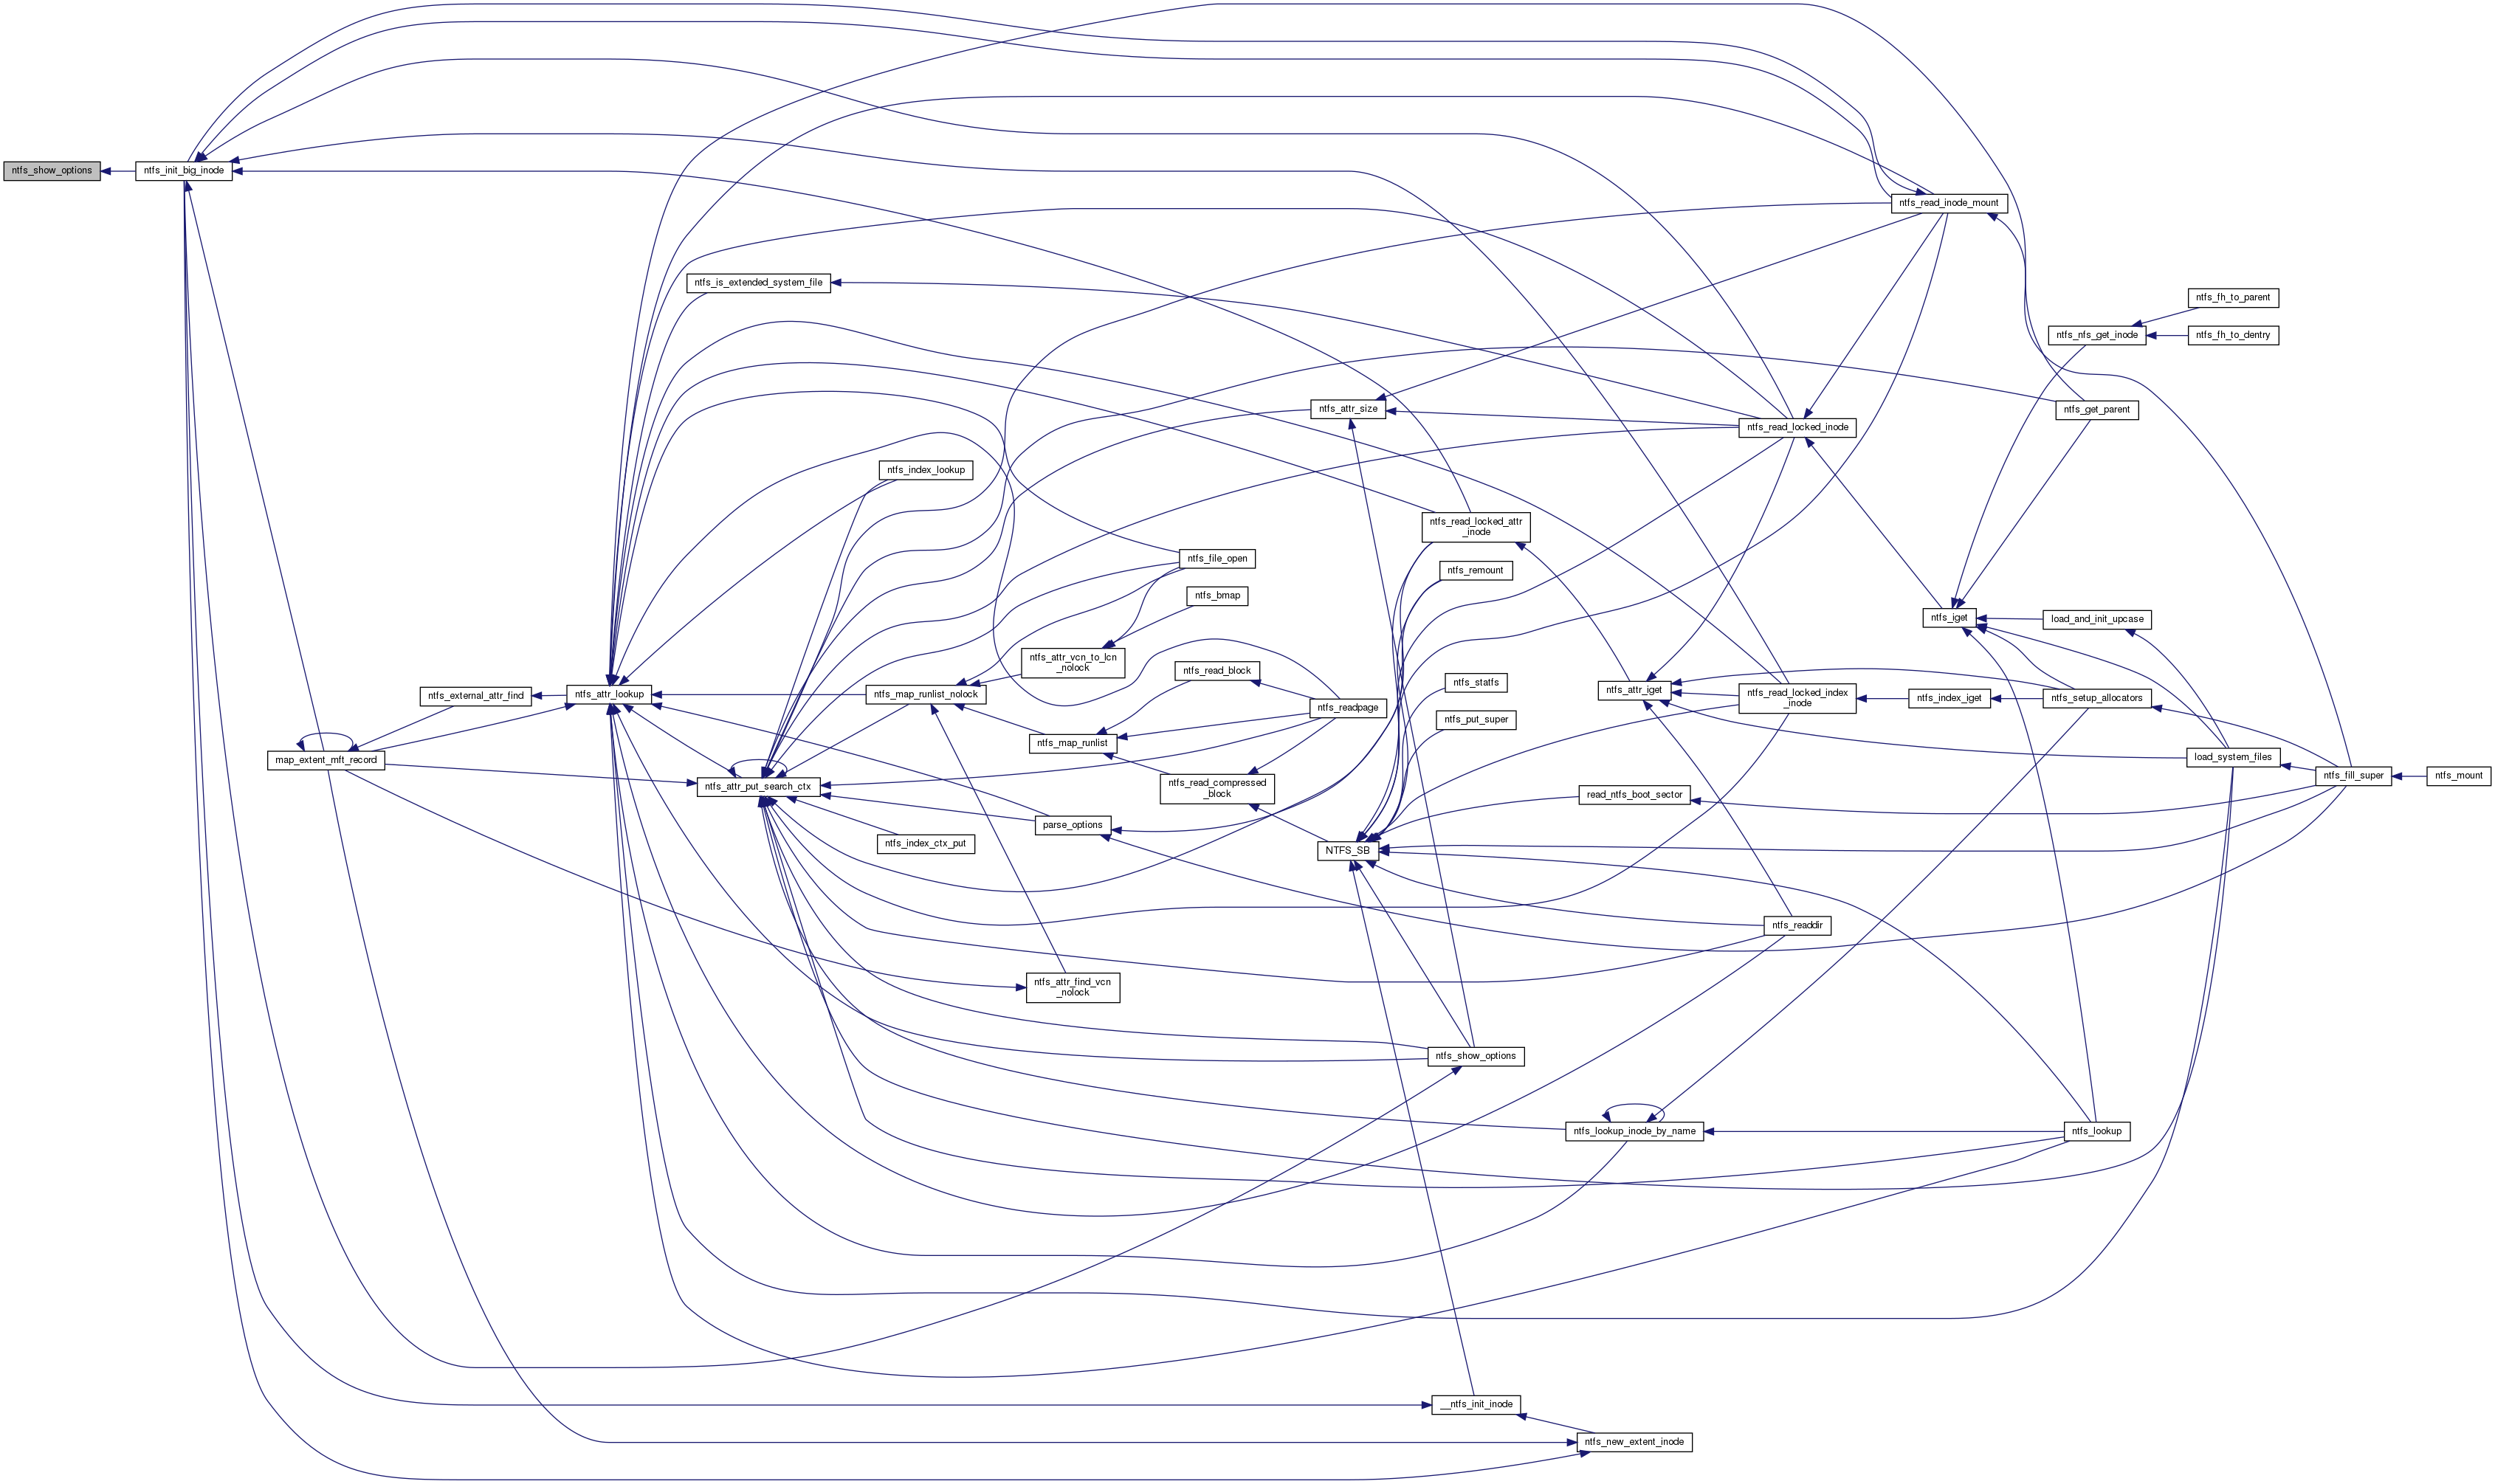 ntfs_show_options
ntfs_init_big_inode
ntfs_read_inode_mount
ntfs_is_extended_system_file
ntfs_fh_to_parent
ntfs_nfs_get_inode
ntfs_fh_to_dentry
ntfs_attr_size
ntfs_get_parent
ntfs_read_locked_inode
ntfs_index_lookup
ntfs_read_locked_attr
_inode
ntfs_file_open
ntfs_remount
ntfs_bmap
ntfs_iget
load_and_init_upcase
ntfs_attr_vcn_to_lcn
_nolock
ntfs_read_block
ntfs_statfs
ntfs_external_attr_find
ntfs_attr_lookup
ntfs_map_runlist_nolock
ntfs_readpage
ntfs_attr_iget
ntfs_read_locked_index
_inode
ntfs_index_iget
ntfs_setup_allocators
ntfs_put_super
ntfs_map_runlist
map_extent_mft_record
load_system_files
ntfs_fill_super
ntfs_mount
ntfs_attr_put_search_ctx
ntfs_read_compressed
_block
read_ntfs_boot_sector
parse_options
ntfs_index_ctx_put
NTFS_SB
ntfs_readdir
ntfs_attr_find_vcn
_nolock
ntfs_show_options
ntfs_lookup_inode_by_name
ntfs_lookup
__ntfs_init_inode
ntfs_new_extent_inode